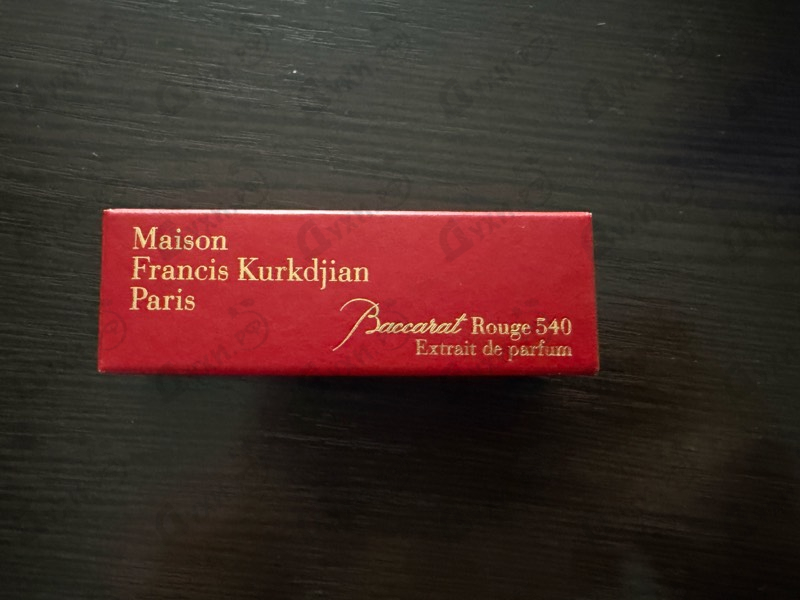 Maison
Francis Kurkdjian
Paris
Baccarat Rouge 540
Extrait de parfum